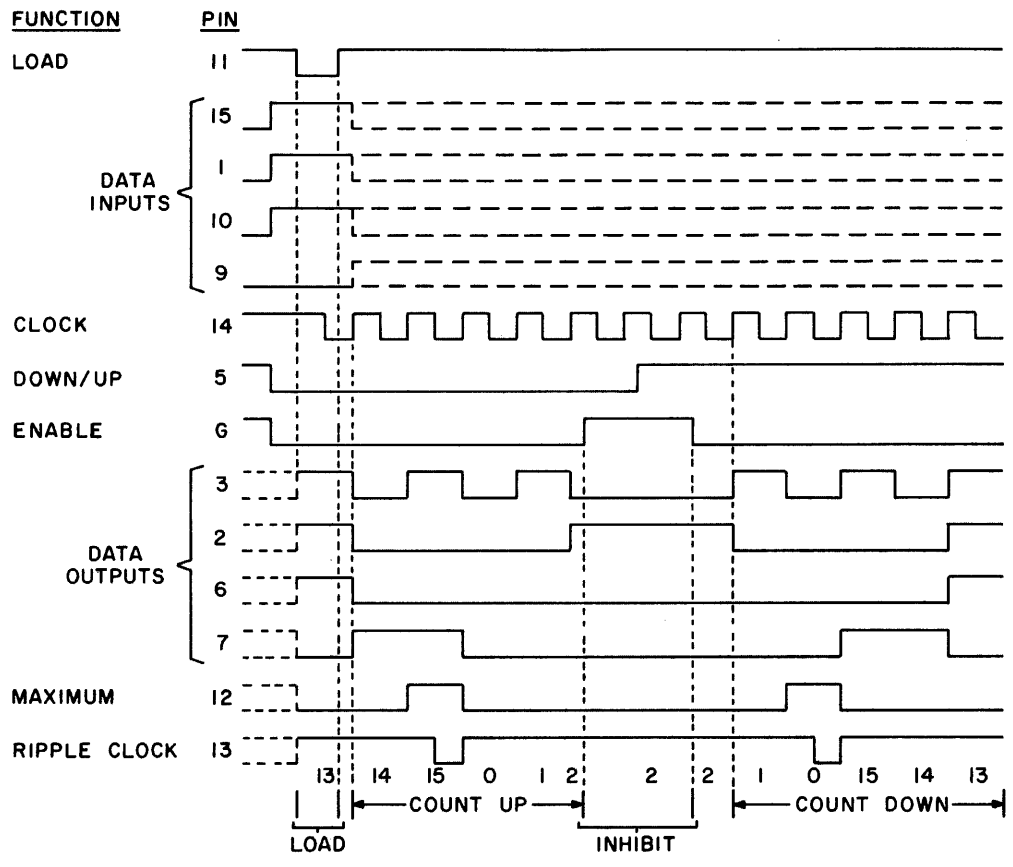 FUNCTION PIN
LOAD 11
15
1
DATA INPUTS
10
9
CLOCK 14
DOWN/UP 5
ENABLE G
3
2
DATA OUTPUTS
6
7
MAXIMUM 12
RIPPLE CLOCK 13
13 14 15 0 1 2 2 2 1 0 15 14 13
COUNT UP COUNT DOWN
LOAD INHIBIT